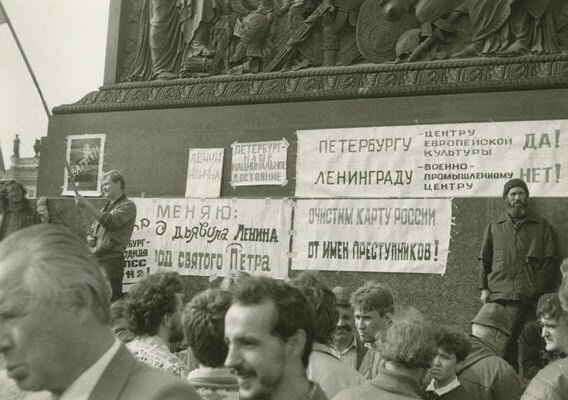 ПЕТЕРБУРГ-
НАШЕ
НАЦИОНАЛЬНОЕ
ДОСТОЯНИЕ
ПЕТЕРБУРГУ -ЦЕНТРУ ЕВРОПЕЙСКОЙ КУЛЬТУРЫ ДА!
ЛЕНИНГРАДУ -ВОЕННО-ПРОМЫШЛЕННОМУ ЦЕНТРУ НЕТ!
МЕНЯЮ:
ДЬЯВОЛА ЛЕНИНА
РОД СВЯТОГО ПЕТРА
ОЧИСТИМ КАРТУ РОССИИ
ОТ ИМЕН ПРЕСТУПНИКОВ!